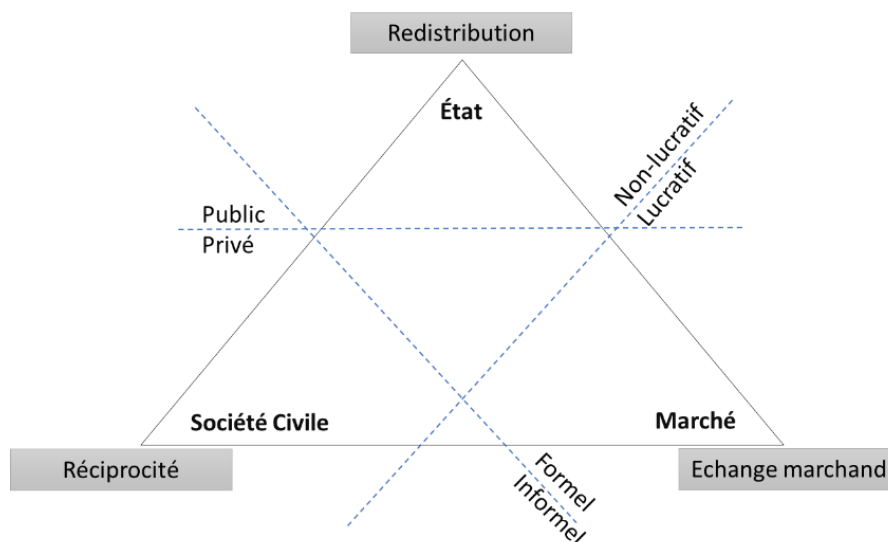 Redistribution
État
Non-lucratif
Lucratif
Public
Privé
Société Civile
Marché
Réciprocité
Formel
Informel
Echange marchand